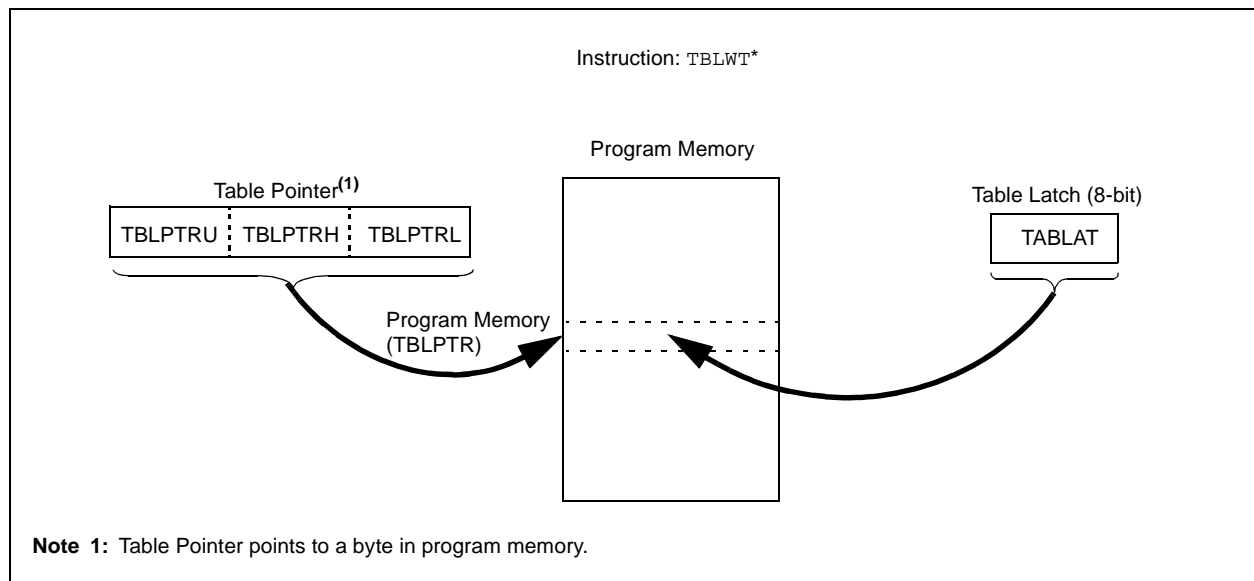 Instruction: TBLWT*
Program Memory
Table Pointer(1)
Table Latch (8-bit)
TBLPTRU TBLPTRH TBLPTRL
TABLAT
Program Memory
(TBLPTR)
Note 1: Table Pointer points to a byte in program memory.